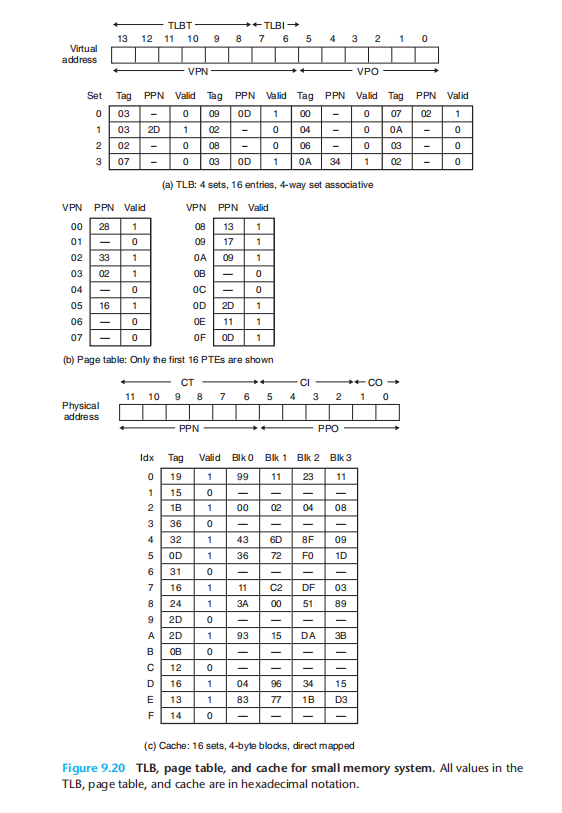 TLBT TLBI
13 12 11 10 9 8 7 6 5 4 3 2 1 0
Virtual
address
VPN VPO
Set Tag PPN Valid Tag PPN Valid Tag PPN Valid Tag PPN Valid
0 03 – 0 09 0D 1 00 – 0 07 02 1
1 03 2D 1 02 – 0 04 – 0 0A – 0
2 02 – 0 08 – 0 06 – 0 03 – 0
3 07 – 0 03 0D 1 0A 34 1 02 – 0
(a) TLB: 4 sets, 16 entries, 4-way set associative
VPN PPN Valid VPN PPN Valid
00 28 1 08 13 1
01 — 0 09 17 1
02 33 1 0A 09 1
03 02 1 0B — 0
04 — 0 0C — 0
05 16 1 0D 2D 1
06 — 0 0E 11 1
07 — 0 0F 0D 1
(b) Page table: Only the first 16 PTEs are shown
CT CI CO
11 10 9 8 7 6 5 4 3 2 1 0
Physical
address
PPN PPO
Idx Tag Valid Blk 0 Blk 1 Blk 2 Blk 3
0 19 1 99 11 23 11
1 15 0 — — — —
2 1B 1 00 02 04 08
3 36 0 — — — —
4 32 1 43 6D 8F 09
5 0D 1 36 72 F0 1D
6 31 0 — — — —
7 16 1 11 C2 DF 03
8 24 1 3A 00 51 89
9 2D 0 — — — —
A 2D 1 93 15 DA 3B
B 0B 0 — — — —
C 12 0 — — — —
D 16 1 04 96 34 15
E 13 1 83 77 1B D3
F 14 0 — — — —
(c) Cache: 16 sets, 4-byte blocks, direct mapped
Figure 9.20 TLB, page table, and cache for small memory system. All values in the
TLB, page table, and cache are in hexadecimal notation.